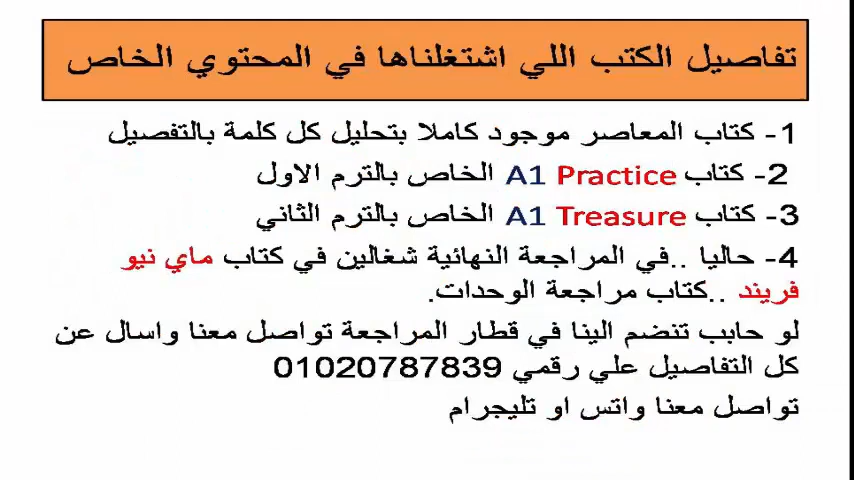 تفاصيل الكتب اللي اشتغلناها في المحتوي الخاص
1- كتاب المعاصر موجود كاملا بتحليل كل كلمة بالتفصيل
2- كتاب A1 Practice الخاص بالترم الاول
3- كتاب A1 Treasure الخاص بالترم الثاني
4- حاليا ..في المراجعة النهائية شغالين في كتاب ماي نيو
فريند ..كتاب مراجعة الوحدات.
لو حابب تنضم الينا في قطار المراجعة تواصل معنا واسال عن
كل التفاصيل علي رقمي 01020787839
تواصل معنا واتس او تليجرام